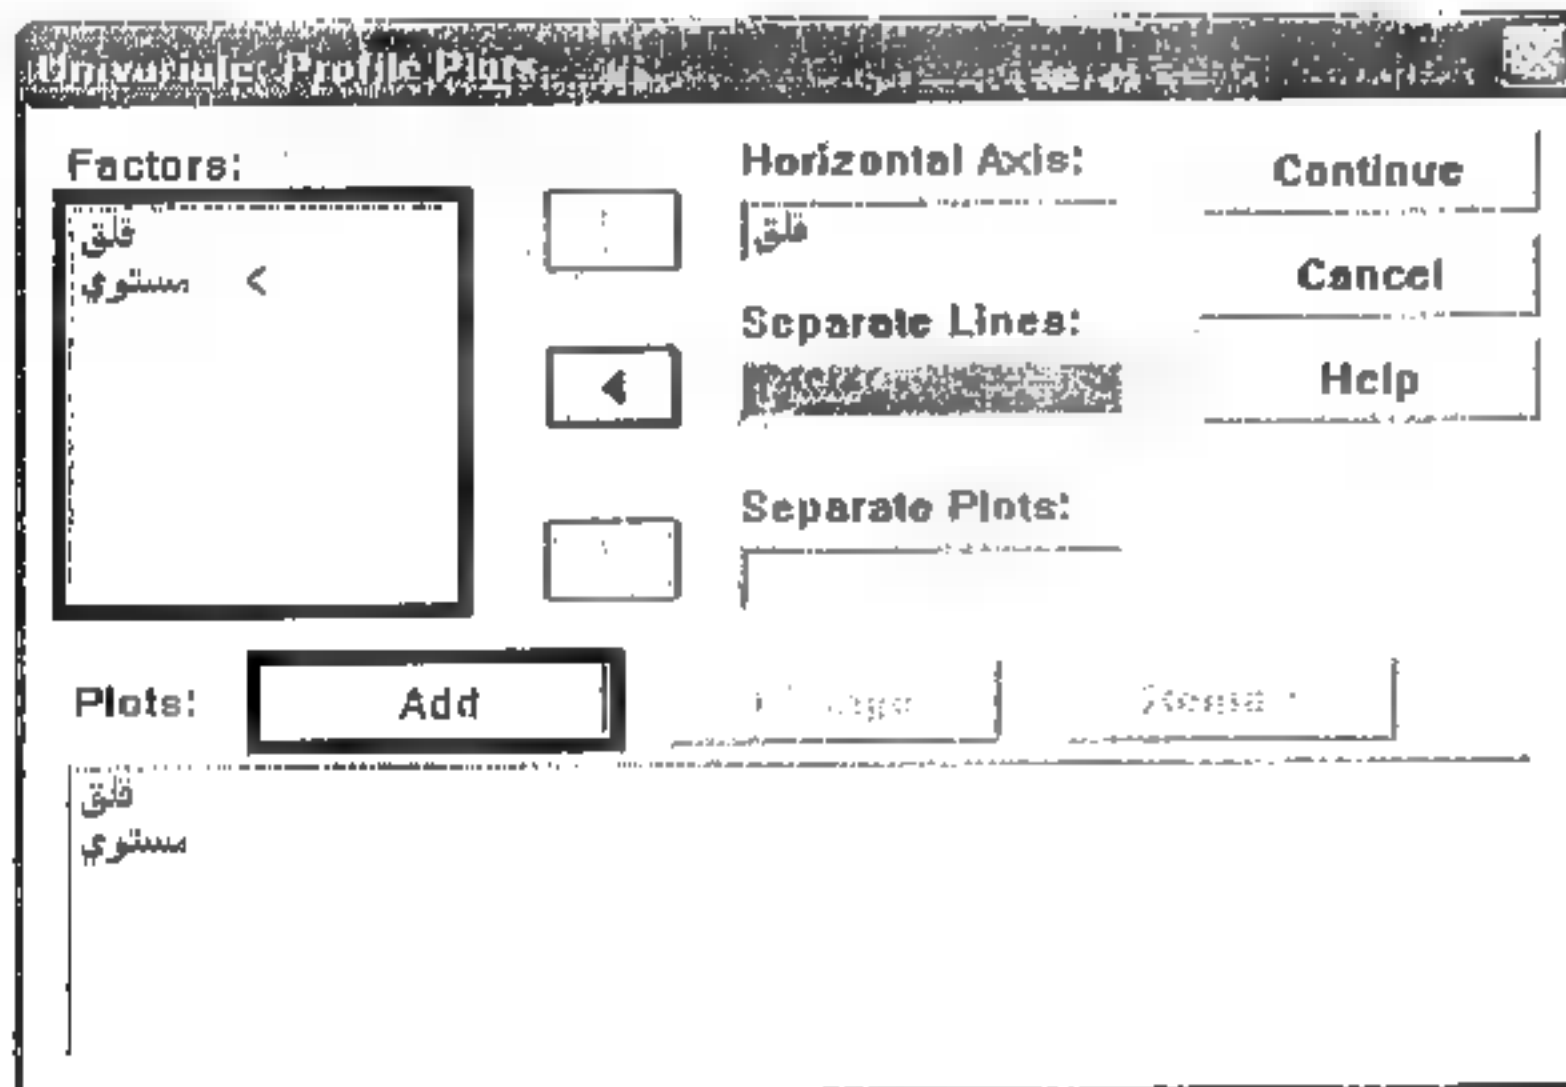 Univariate: Profile Plots
Factors:
قلق
مستوي <
Horizontal Axis:
قلق
Separate Lines:
Separate Plots:
Continue
Cancel
Help
Plots:
Add
قلق
مستوي